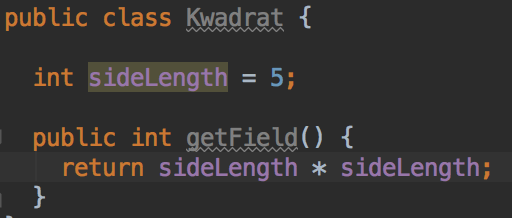 public class Kwadrat {
int sideLength = 5;
public int getField() {
return sideLength * sideLength;
}
}